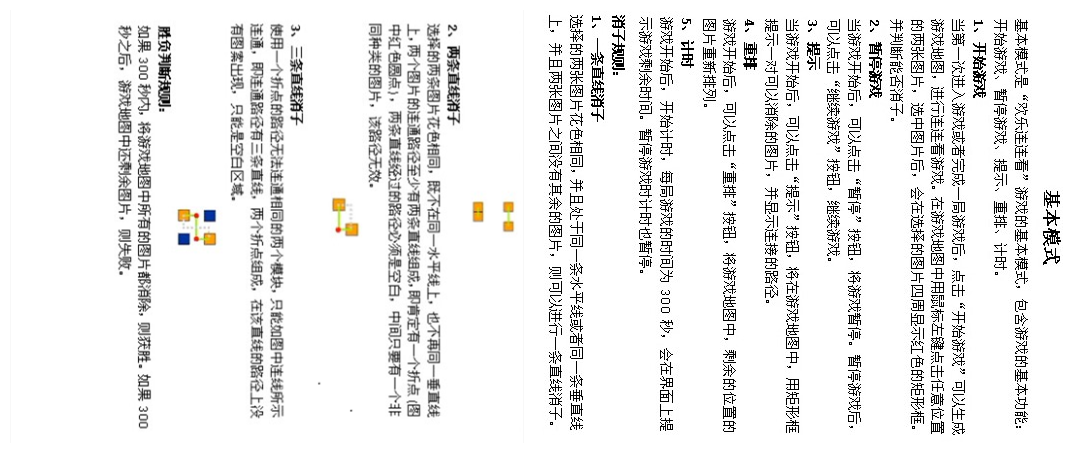 基本模式
基本模式是“欢乐连连看”游戏的基本模式，包含游戏的基本功能：
开始游戏、暂停游戏、提示、重排、计时。
1、开始游戏
当第一次进入游戏或者完成一局游戏后，点击“开始游戏”可以生成
游戏地图，进行连连看游戏。在游戏地图中用鼠标左键点击任意位置
的两张图片，选中图片后，会在选择的图片四周显示红色的矩形框。
并判断能否消子。
2、暂停游戏
当游戏开始后，可以点击“暂停”按钮，将游戏暂停。暂停游戏后，
可以点击“继续游戏”按钮，继续游戏。
3、提示
当游戏开始后，可以点击“提示”按钮，将在游戏地图中，用矩形框
提示一对可以消除的图片，并显示连接的路径。
4、重排
游戏开始后，可以点击“重排”按钮，将游戏地图中，剩余的位置的
图片重新排列。
5、计时
游戏开始后，开始计时，每局游戏的时间为 300 秒，会在界面上提
示游戏剩余时间。暂停游戏时计时也暂停。
消子规则：
1、一条直线消子
选择的两张图片花色相同，并且处于同一条水平线或者同一条垂直线
上，并且两张图片之间没有其余的图片，则可以进行一条直线消子。
2、两条直线消子
选择的两条图片花色相同，既不在同一水平线上，也不再同一垂直线
上，两个图片的连通路径至少有两条直线组成，即肯定有一个折点（图
中红色圆点），两条直线经过的路径必须是空白，中间只要有一个非
同种类的图片，该路径无效。
3、三条直线消子
使用一个折点的路径无法连通相同的两个模块，只能如图中连线所示
连通，即连通路径有三条直线，两个折点组成，在该直线的路径上没
有图案出现，只能是空白区域。
胜负判断规则：
如果 300 秒内，将游戏地图中所有的图片都消除，则获胜。如果 300
秒之后，游戏地图中还剩余图片，则失败。